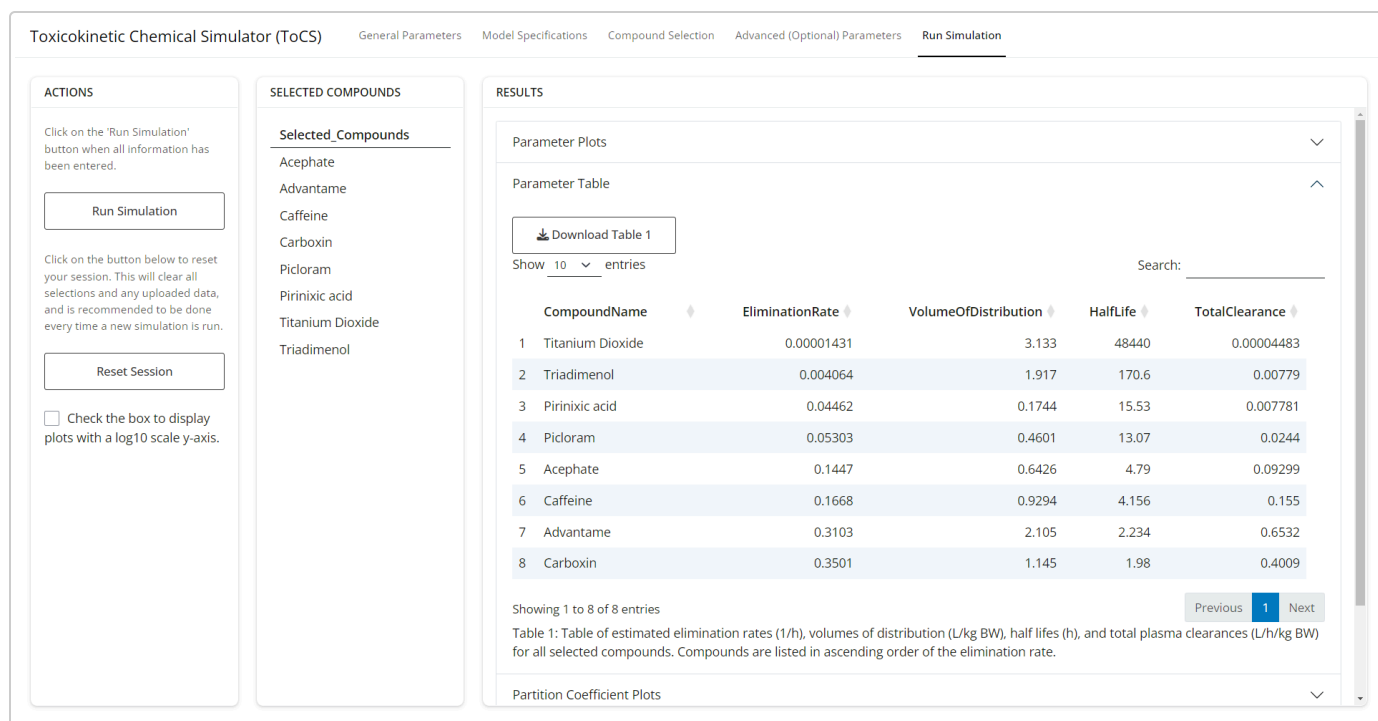 Toxicokinetic Chemical Simulator (ToCS) General Parameters Model Specifications Compound Selection Advanced (Optional) Parameters Run Simulation
ACTIONS
Click on the 'Run Simulation'
button when all information has
been entered.
Run Simulation
Click on the button below to reset
your session. This will clear all
selections and any uploaded data,
and is recommended to be done
every time a new simulation is run.
Reset Session
Check the box to display
plots with a log10 scale y-axis.
SELECTED COMPOUNDS
Selected_Compounds
Acephate
Advantame
Caffeine
Carboxin
Picloram
Pirinixic acid
Titanium Dioxide
Triadimenol
RESULTS
Parameter Plots
Parameter Table
Download Table 1
Show 10 entries Search:
CompoundName EliminationRate VolumeOfDistribution HalfLife TotalClearance
1 Titanium Dioxide 0.00001431 3.133 48440 0.00004483
2 Triadimenol 0.004064 1.917 170.6 0.00779
3 Pirinixic acid 0.04462 0.1744 15.53 0.007781
4 Picloram 0.05303 0.4601 13.07 0.0244
5 Acephate 0.1447 0.6426 4.79 0.09299
6 Caffeine 0.1668 0.9294 4.156 0.155
7 Advantame 0.3103 2.105 2.234 0.6532
8 Carboxin 0.3501 1.145 1.98 0.4009
Showing 1 to 8 of 8 entries Previous 1 Next
Table 1: Table of estimated elimination rates (1/h), volumes of distribution (L/kg BW), half lifes (h), and total plasma clearances (L/h/kg BW)
for all selected compounds. Compounds are listed in ascending order of the elimination rate.
Partition Coefficient Plots